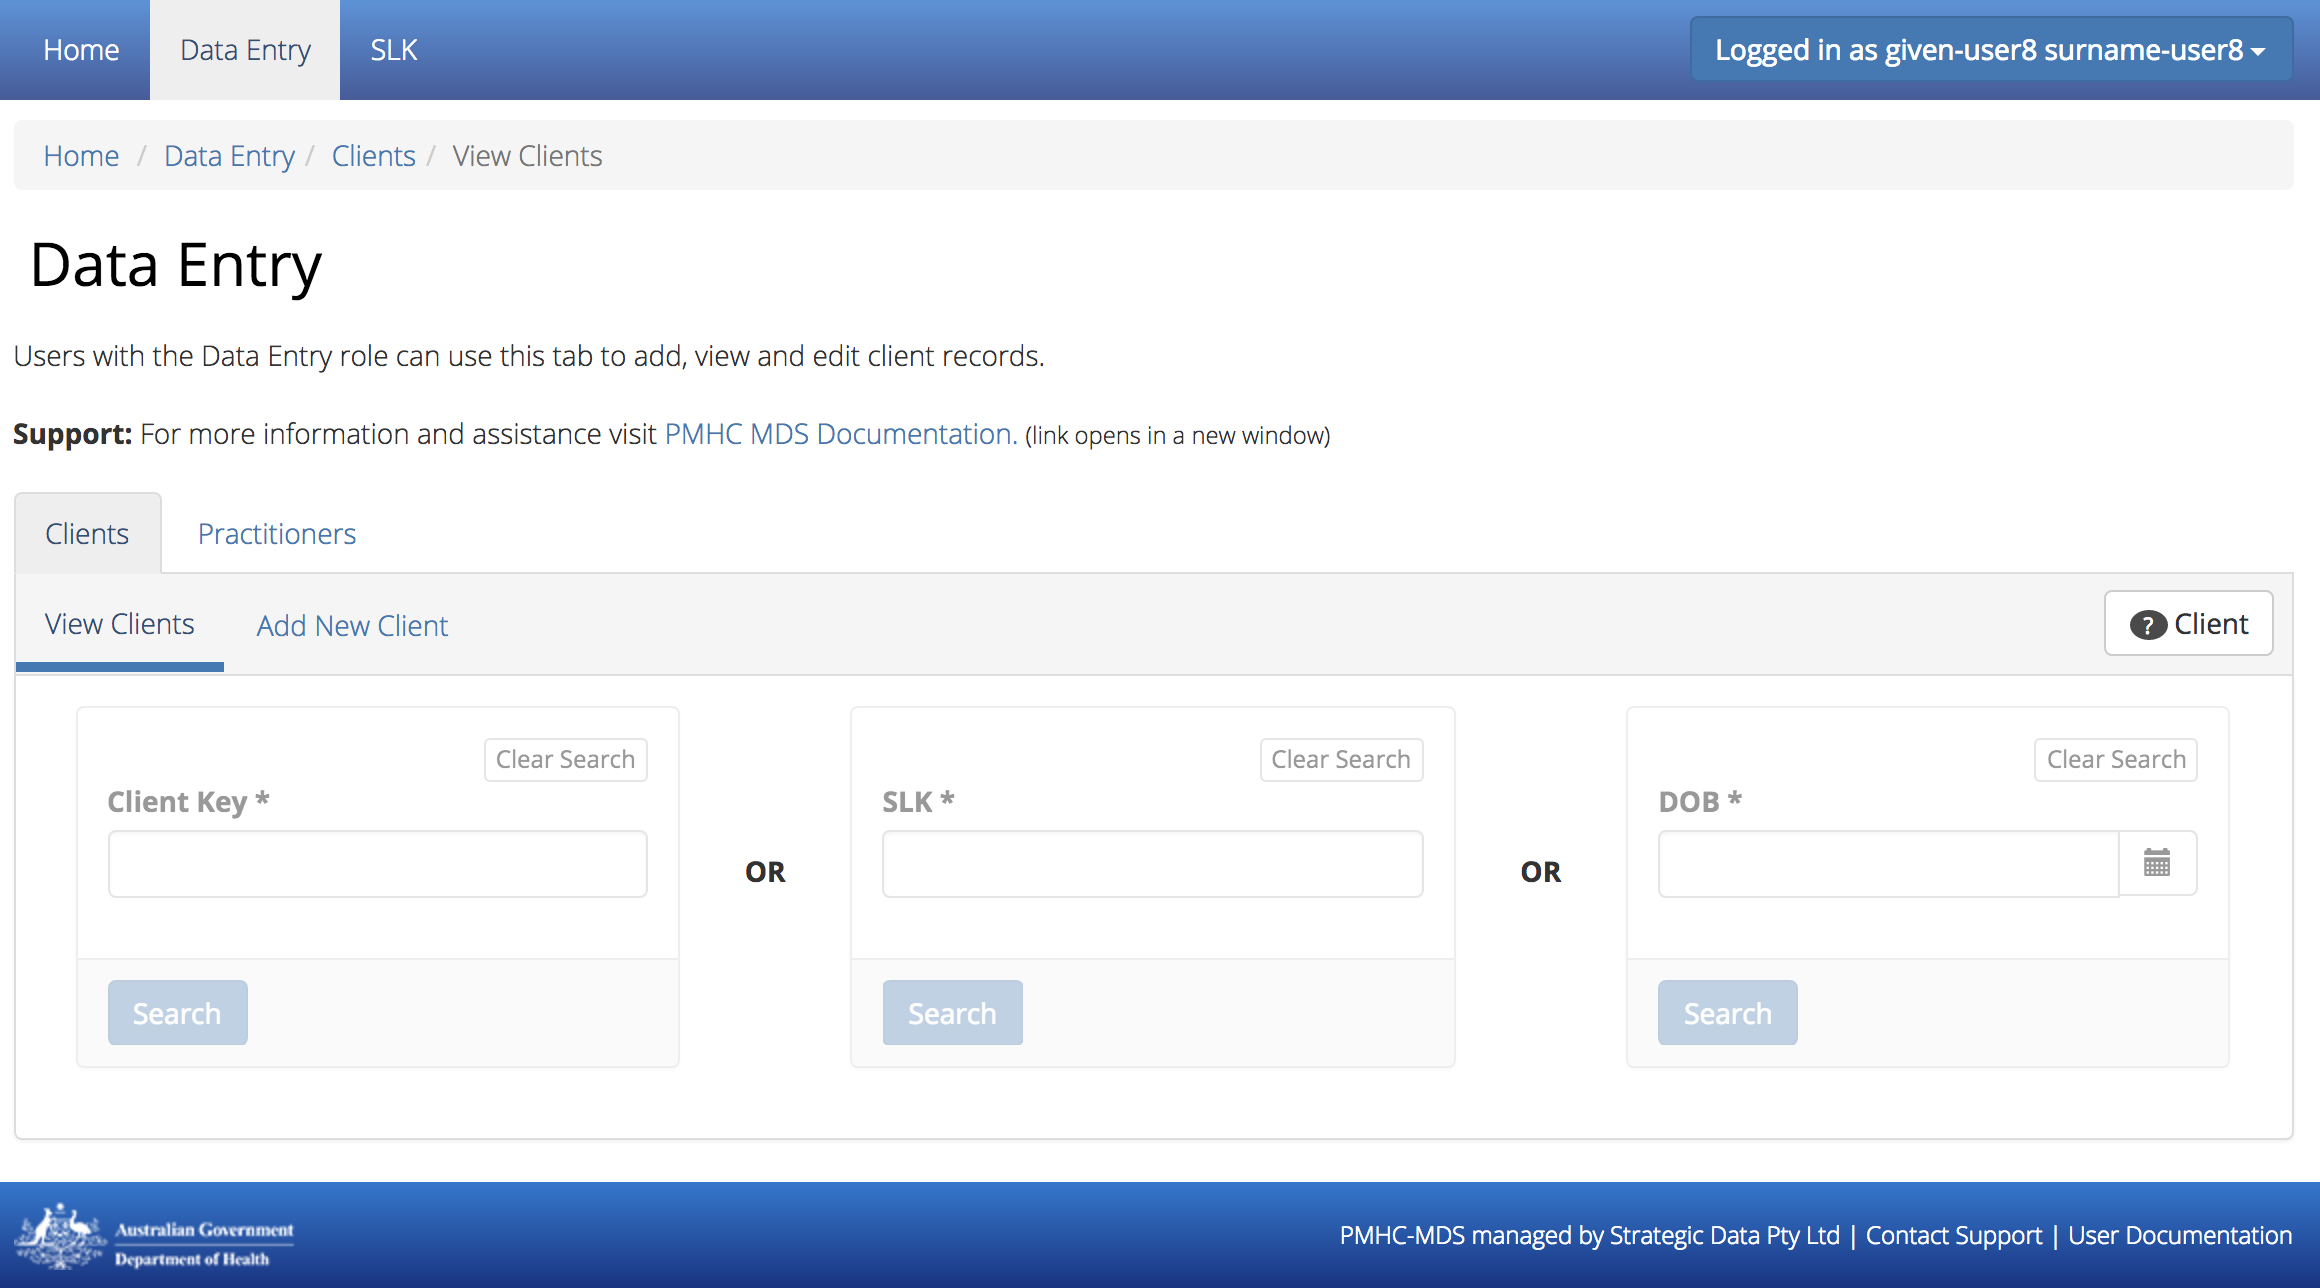 Home Data Entry SLK Logged in as given-user8 surname-user8
Home / Data Entry / Clients / View Clients
Data Entry
Users with the Data Entry role can use this tab to add, view and edit client records.
Support: For more information and assistance visit PMHC MDS Documentation. (link opens in a new window)
Clients Practitioners
View Clients Add New Client ? Client
Clear Search Clear Search Clear Search
Client Key * SLK * DOB *
OR OR
Search Search Search
Australian Government
Department of Health
PMHC-MDS managed by Strategic Data Pty Ltd | Contact Support | User Documentation